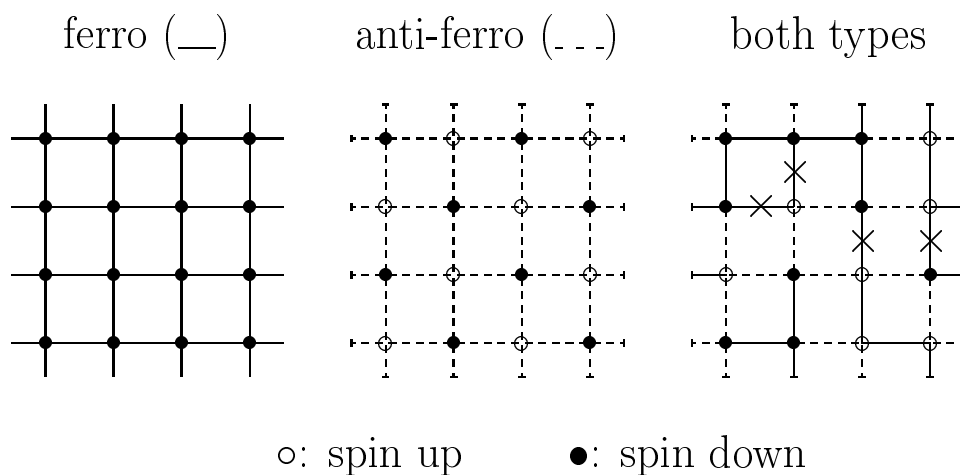 ferro (__) anti-ferro (- - -) both types
○: spin up ●: spin down